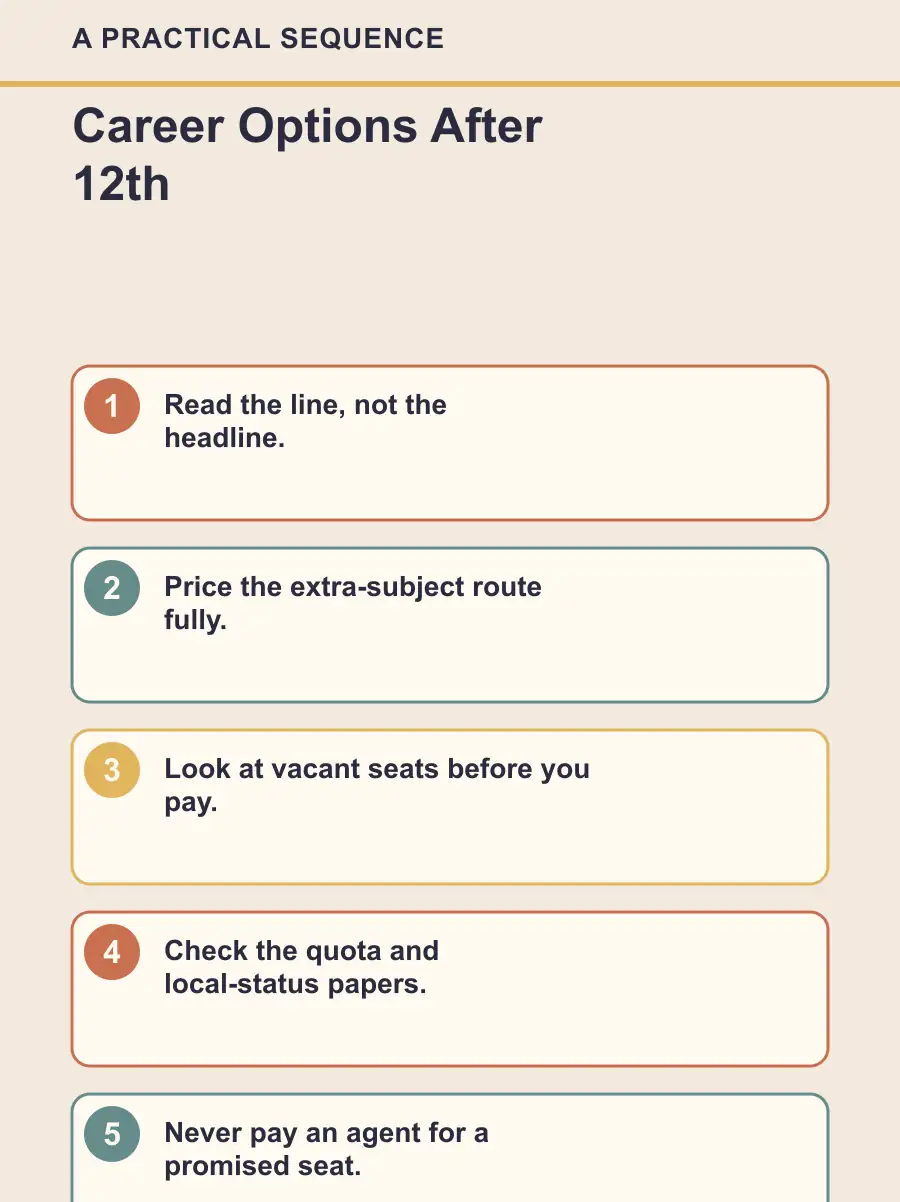 A PRACTICAL SEQUENCE
Career Options After
12th
1
Read the line, not the
headline.
2
Price the extra-subject route
fully.
3
Look at vacant seats before you
pay.
4
Check the quota and
local-status papers.
5
Never pay an agent for a
promised seat.